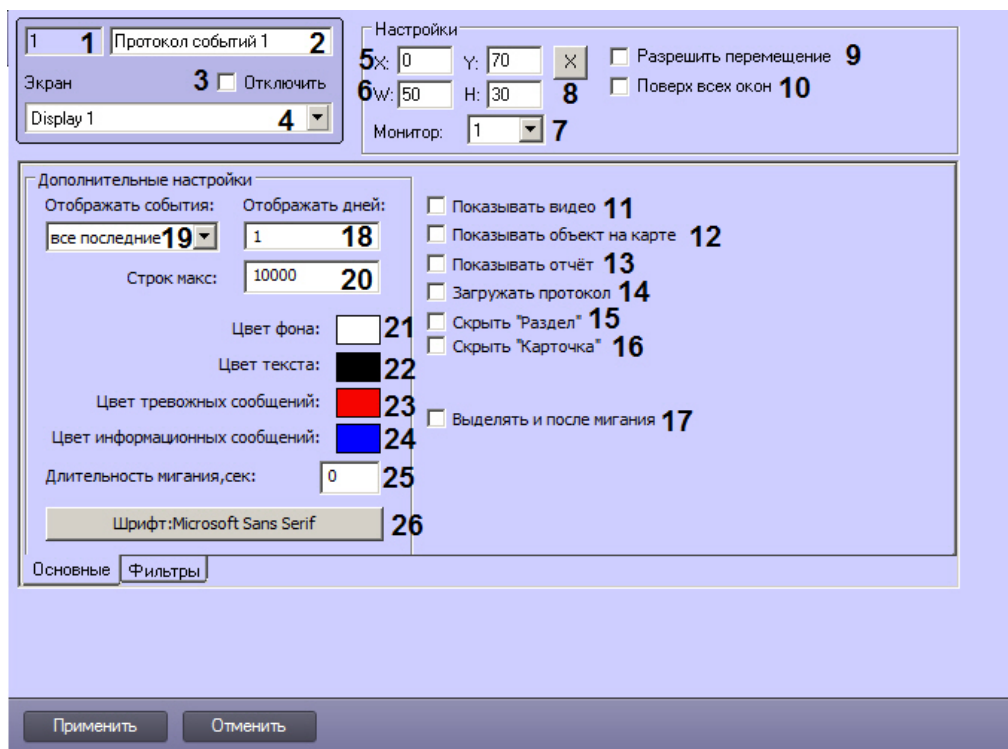 1 1 Протокол событий 1 2
Экран 3 Отключить
Display 1 4
Настройки
5 X: 0 Y: 70 X Разрешить перемещение 9
6 W: 50 H: 30 8 Поверх всех окон 10
Монитор: 1 7
Дополнительные настройки
Отображать события: Отображать дней:
все последние 19 1 18
Строк макс: 10000 20
Цвет фона: 21
Цвет текста: 22
Цвет тревожных сообщений: 23
Цвет информационных сообщений: 24
Длительность мигания,сек: 0 25
Шрифт:Microsoft Sans Serif 26
Показывать видео 11
Показывать объект на карте 12
Показывать отчёт 13
Загружать протокол 14
Скрыть "Раздел" 15
Скрыть "Карточка" 16
Выделять и после мигания 17
Основные Фильтры
Применить Отменить